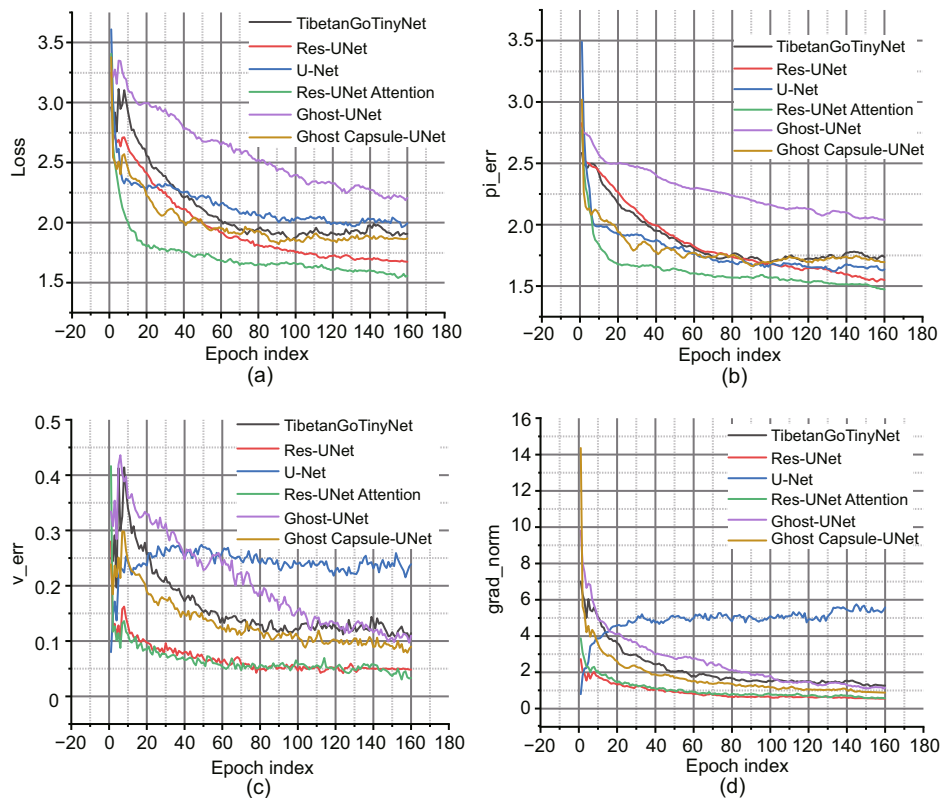 3.5
3.0
2.5
2.0
1.5
Loss
TibetanGoTinyNet
Res-UNet
U-Net
Res-UNet Attention
Ghost-UNet
Ghost Capsule-UNet
−20 0 20 40 60 80 100 120 140 160 180
Epoch index
(a)
3.5
3.0
2.5
2.0
1.5
pi_err
TibetanGoTinyNet
Res-UNet
U-Net
Res-UNet Attention
Ghost-UNet
Ghost Capsule-UNet
−20 0 20 40 60 80 100 120 140 160 180
Epoch index
(b)
0.5
0.4
0.3
0.2
0.1
0
v_err
TibetanGoTinyNet
Res-UNet
U-Net
Res-UNet Attention
Ghost-UNet
Ghost Capsule-UNet
−20 0 20 40 60 80 100 120 140 160 180
Epoch index
(c)
16
14
12
10
8
6
4
2
0
grad_norm
TibetanGoTinyNet
Res-UNet
U-Net
Res-UNet Attention
Ghost-UNet
Ghost Capsule-UNet
−20 0 20 40 60 80 100 120 140 160 180
Epoch index
(d)